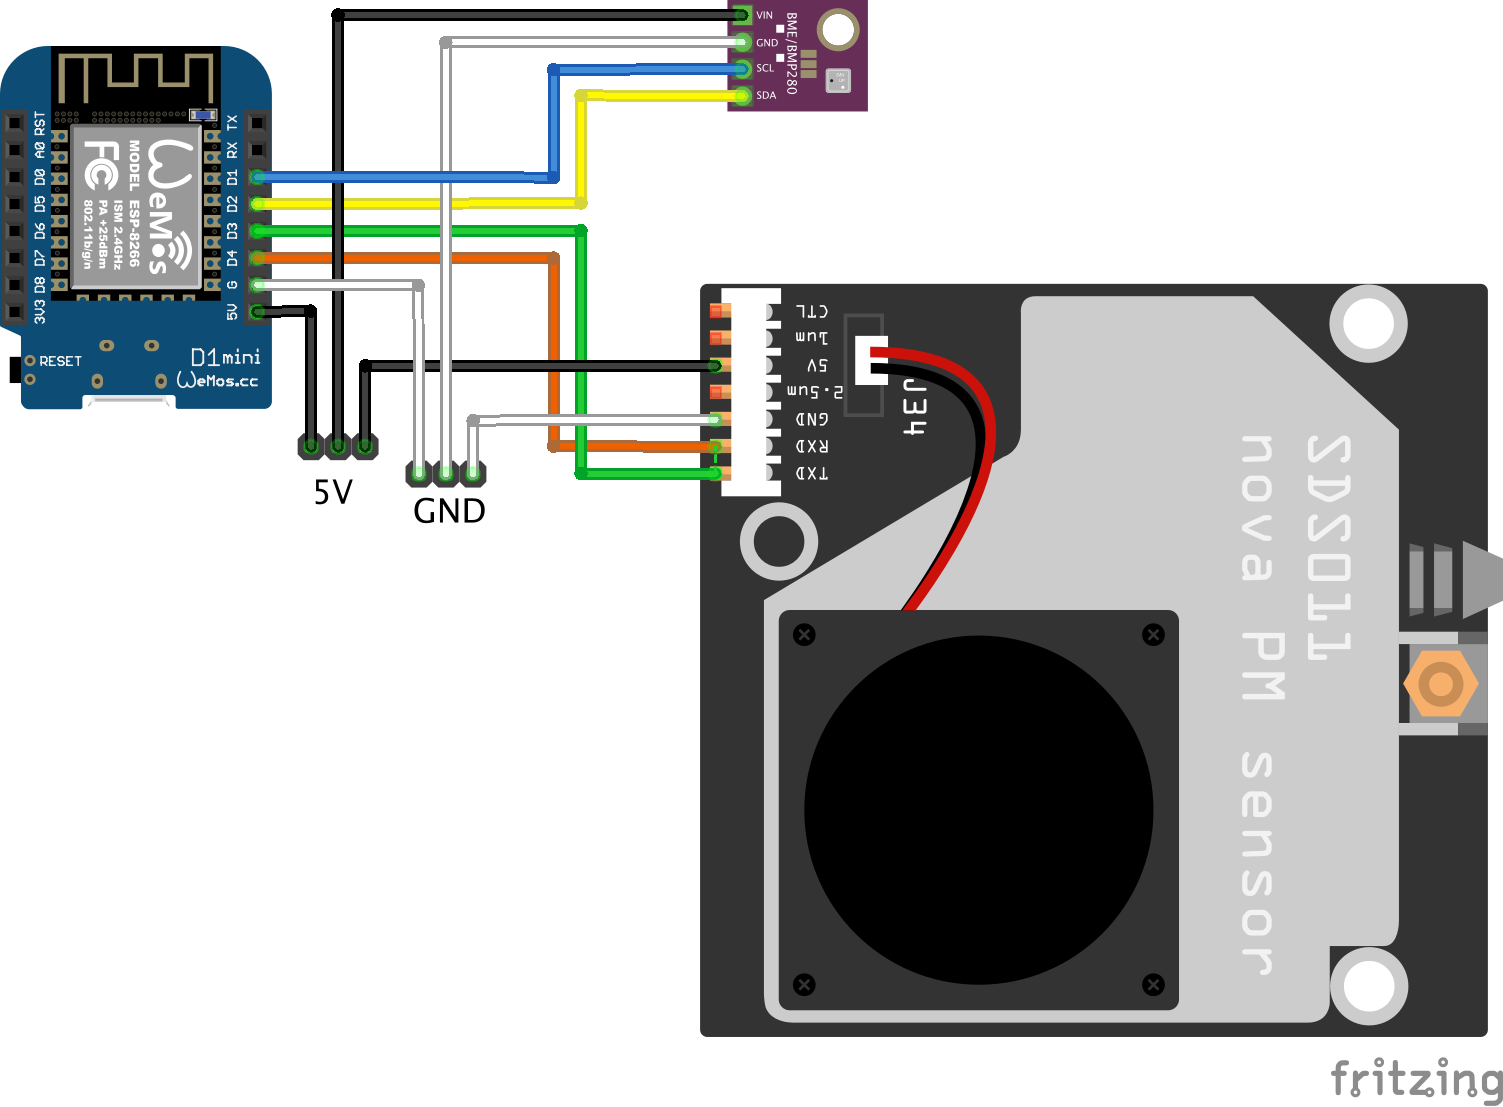 VIN
GND
SCL
SDA
BME/BMP280
RST
A0
D0
D5
D6
D7
D8
3V3
TX
RX
D1
D2
D3
D4
G
5V
WeMos
FC
MODEL ESP-8266
ISM 2.4GHz
PA +25dBm
802.11b/g/n
RESET
D1mini
WeMos.cc
5V
GND
CTL
1um
5V
2.5um
GND
RXD
TXD
J34
SDS011
nova PM sensor
fritzing